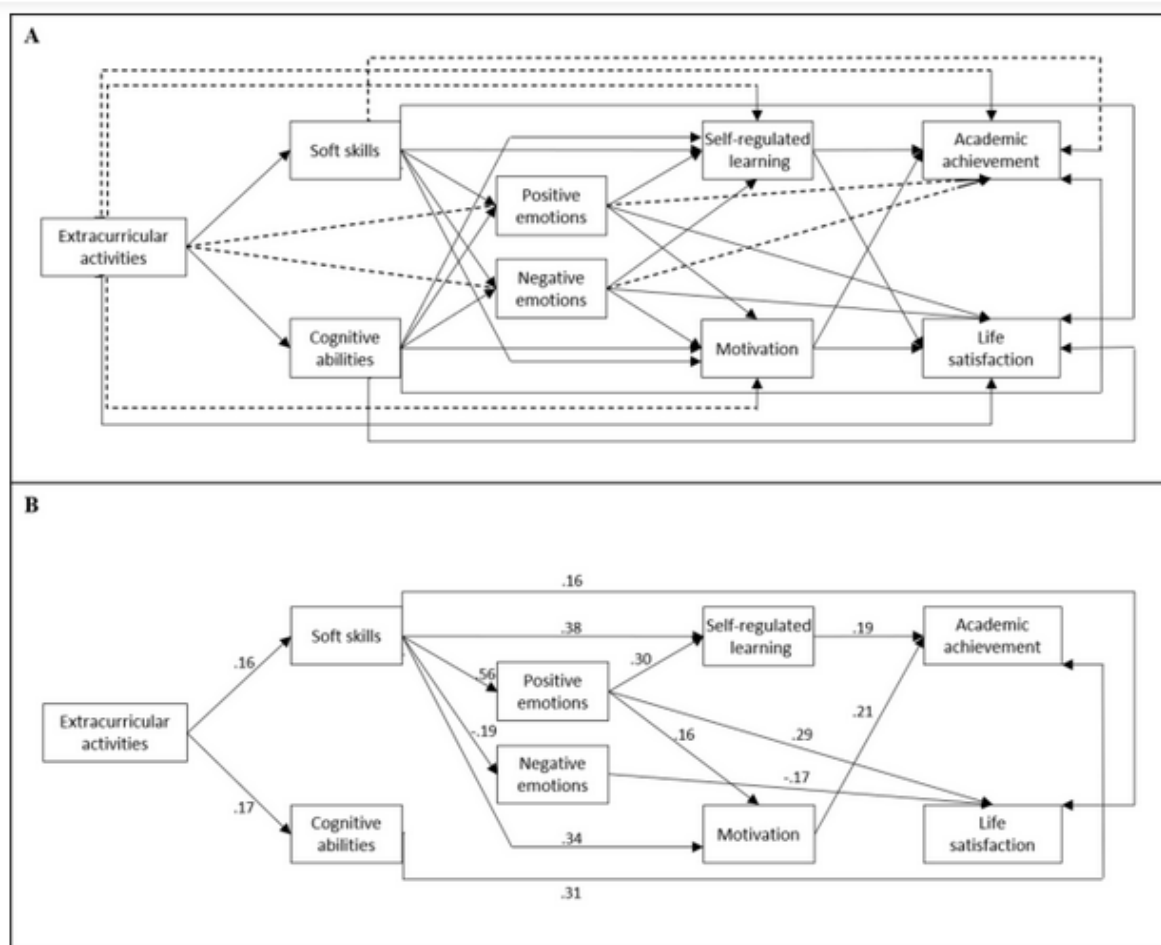 A
Soft skills
Self-regulated
learning
Academic
achievement
Positive
emotions
Extracurricular
activities
Negative
emotions
Cognitive
abilities
Motivation
Life
satisfaction
B
.16
Soft skills
.38
Self-regulated
learning
.19
Academic
achievement
.16
.56
Positive
emotions
.30
Extracurricular
activities
-.19
.16
.29
.21
Negative
emotions
-.17
.17
Cognitive
abilities
.34
Motivation
Life
satisfaction
.31